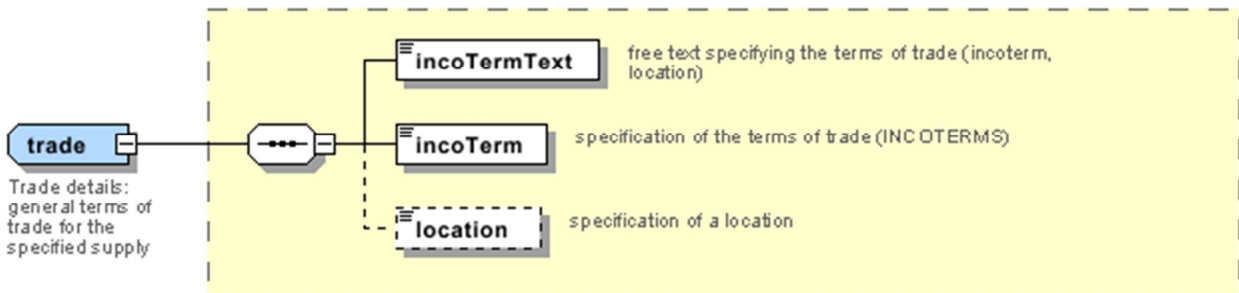 incoTermText
free text specifying the terms of trade (incoterm,
location)
trade
incoTerm
specification of the terms of trade (INCOTERMS)
Trade details:
general terms of
trade for the
specified supply
location
specification of a location